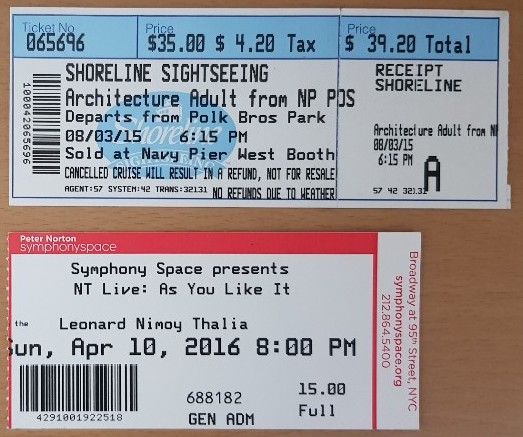 Ticket No. Price Price
065696 $35.00 $ 4.20 Tax $ 39.20 Total
SHORELINE SIGHTSEEING
Architecture Adult from NP POS
Departs from Polk Bros Park
08/03/15 6:15 PM
Sold at Navy Pier West Booth
CANCELLED CRUISE WILL RESULT IN A REFUND, NOT FOR RESALE
AGENT:57 SYSTEM:42 TRANS:32131 NO REFUNDS DUE TO WEATHER
100042065696
Shoreline
RECEIPT
SHORELINE
Architect Adult from
08/03/15
6:15 PM
A
57 42 32131
Peter Norton
symphonyspace
Symphony Space presents
NT Live: As You Like It
the Leonard Nimoy Thalia
Sun, Apr 10, 2016 8:00 PM
4291001922518
688182
GEN ADM
15.00
Full
Broadway at 95th Street, NYC
symphonyspace.org
212.864.5400